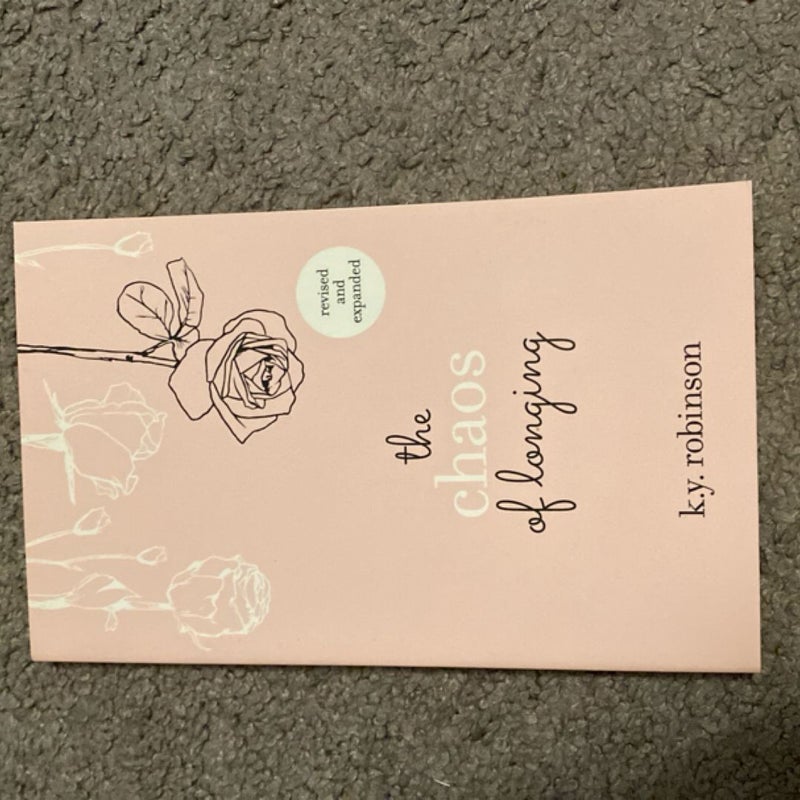 revised
and
expanded
the
chaos
of longing
k.y. robinson